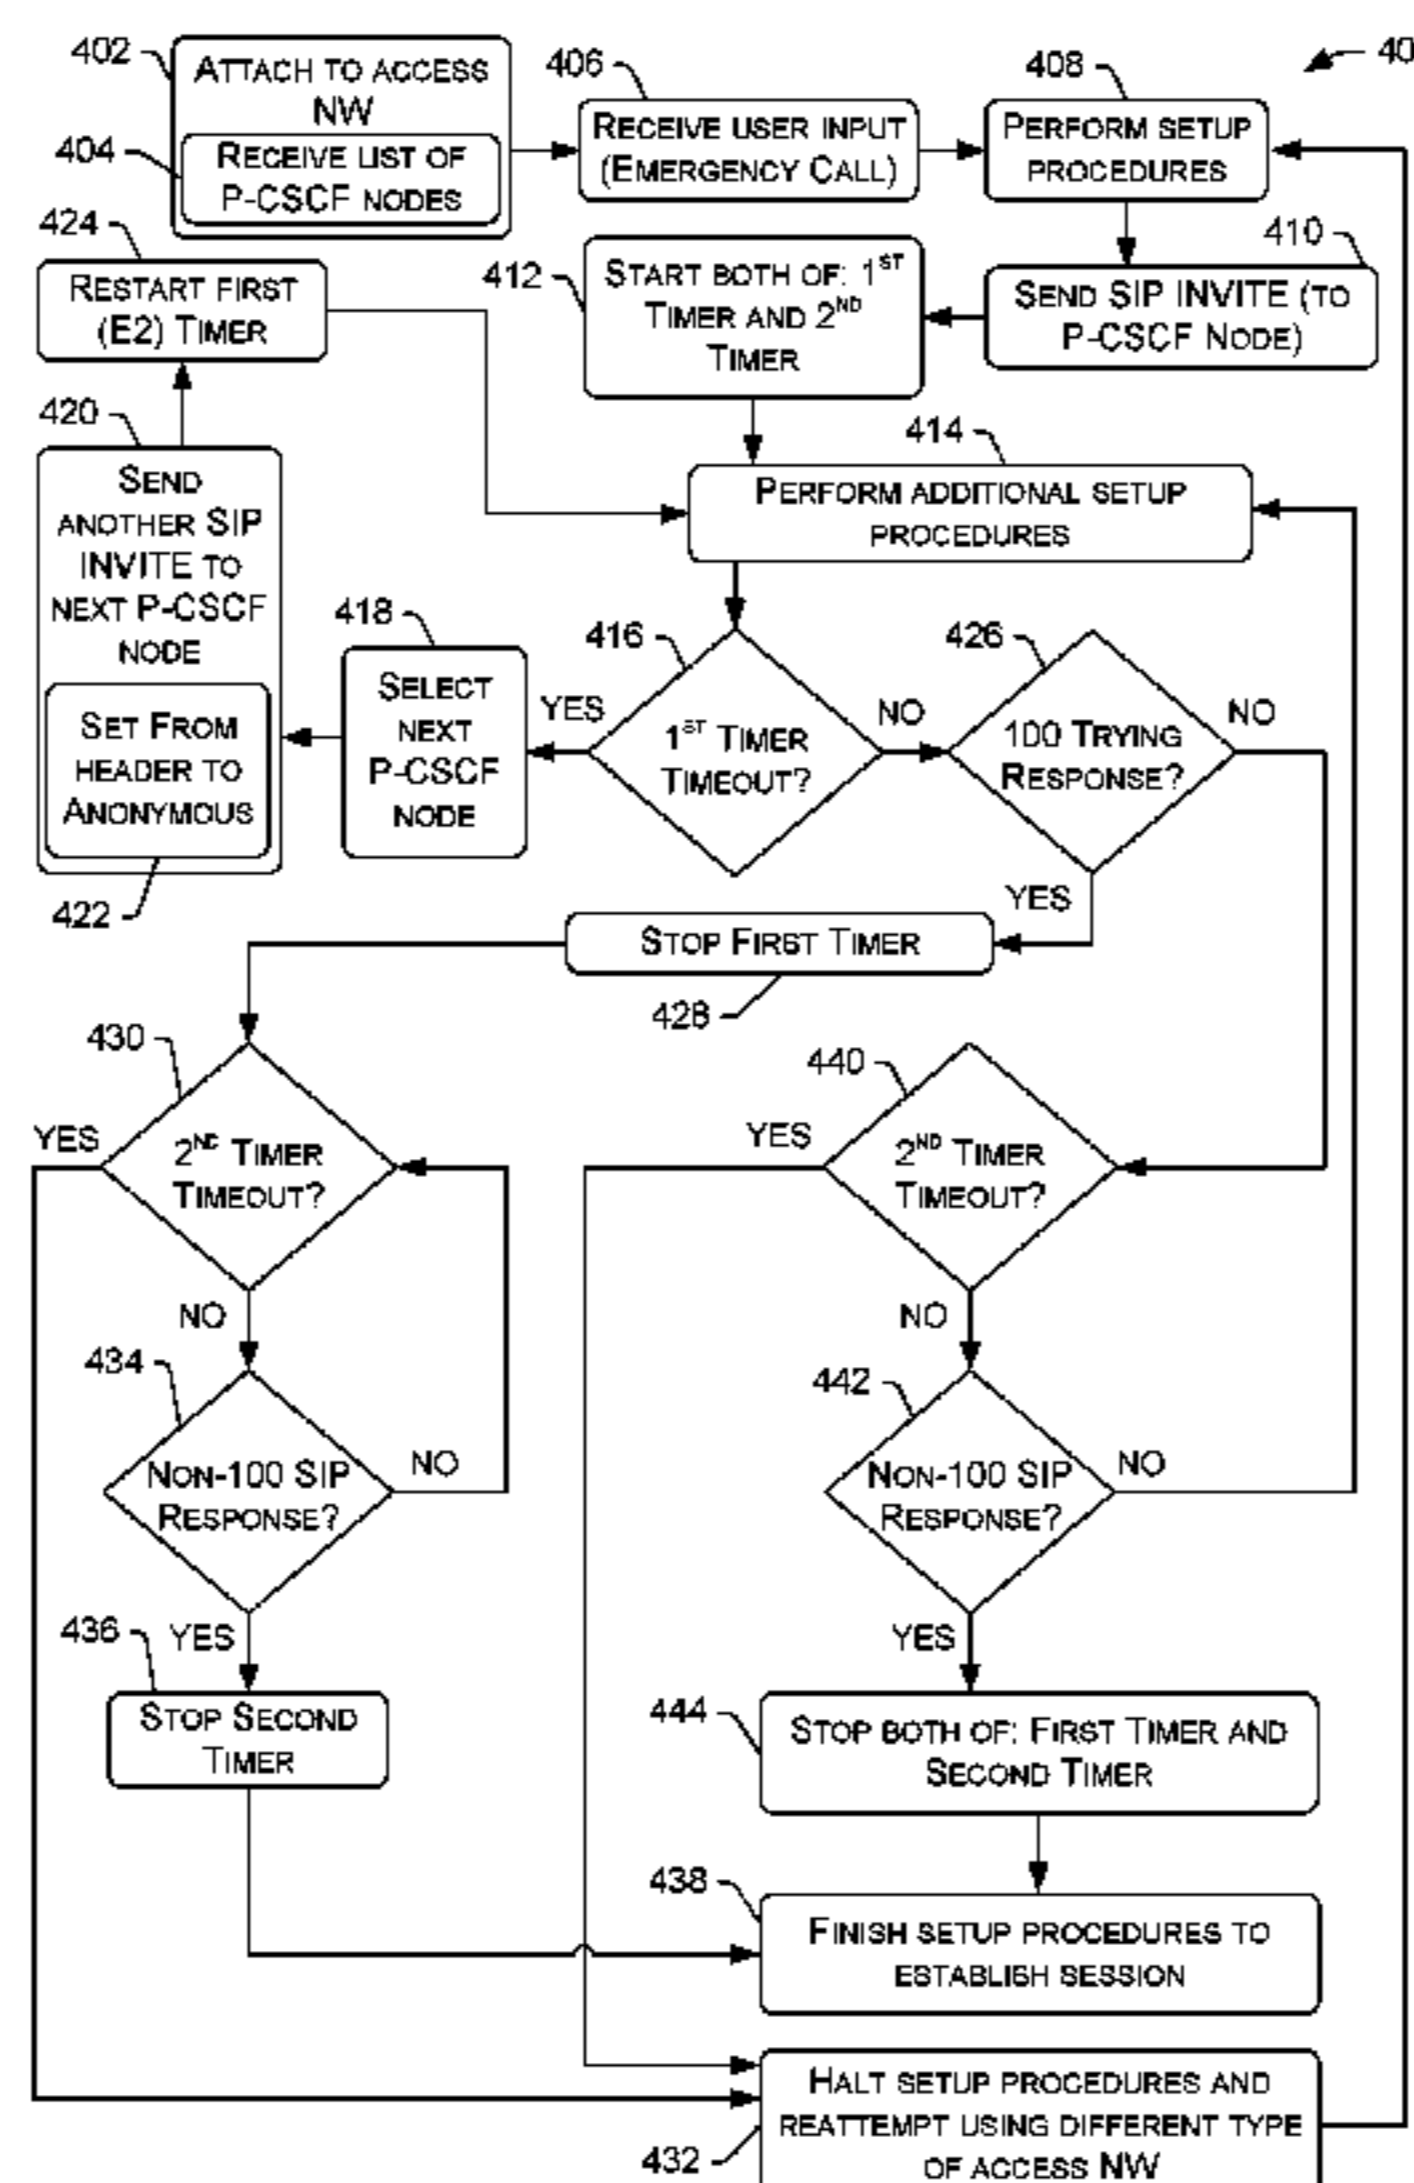 402
ATTACH TO ACCESS
NW
404
RECEIVE LIST OF
P-CSCF NODES
406
RECEIVE USER INPUT
(EMERGENCY CALL)
408
PERFORM SETUP
PROCEDURES
40
424
RESTART FIRST
(E2) TIMER
412
START BOTH OF: 1ST
TIMER AND 2ND
TIMER
410
SEND SIP INVITE (TO
P-CSCF NODE)
420
SEND
ANOTHER SIP
INVITE TO
NEXT P-CSCF
NODE
SET FROM
HEADER TO
ANONYMOUS
422
414
PERFORM ADDITIONAL SETUP
PROCEDURES
418
SELECT
NEXT
P-CSCF
NODE
YES
416
1ST TIMER
TIMEOUT?
NO
426
100 TRYING
RESPONSE?
NO
YES
STOP FIRST TIMER
428
430
YES
2ND TIMER
TIMEOUT?
NO
440
YES
2ND TIMER
TIMEOUT?
NO
434
NON-100 SIP
RESPONSE?
NO
YES
442
NON-100 SIP
RESPONSE?
NO
YES
436
STOP SECOND
TIMER
444
STOP BOTH OF: FIRST TIMER AND
SECOND TIMER
438
FINISH SETUP PROCEDURES TO
ESTABLISH SESSION
432
HALT SETUP PROCEDURES AND
REATTEMPT USING DIFFERENT TYPE
OF ACCESS NW